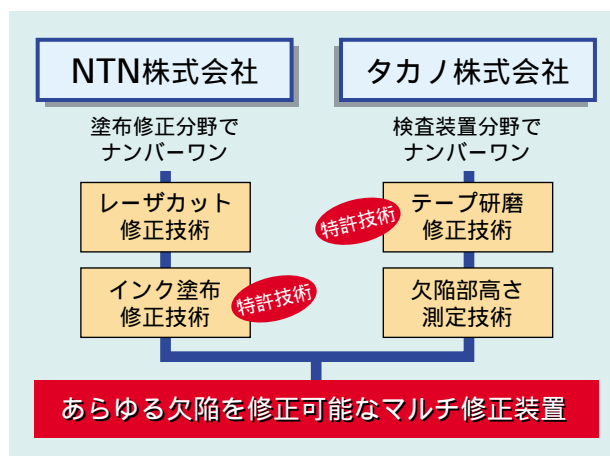 NTN株式会社
タカノ株式会社
塗布修正分野で
ナンバーワン
検査装置分野で
ナンバーワン
レーザカット
修正技術
特許技術
テープ研磨
修正技術
インク塗布
修正技術
特許技術
欠陥部高さ
測定技術
あらゆる欠陥を修正可能なマルチ修正装置